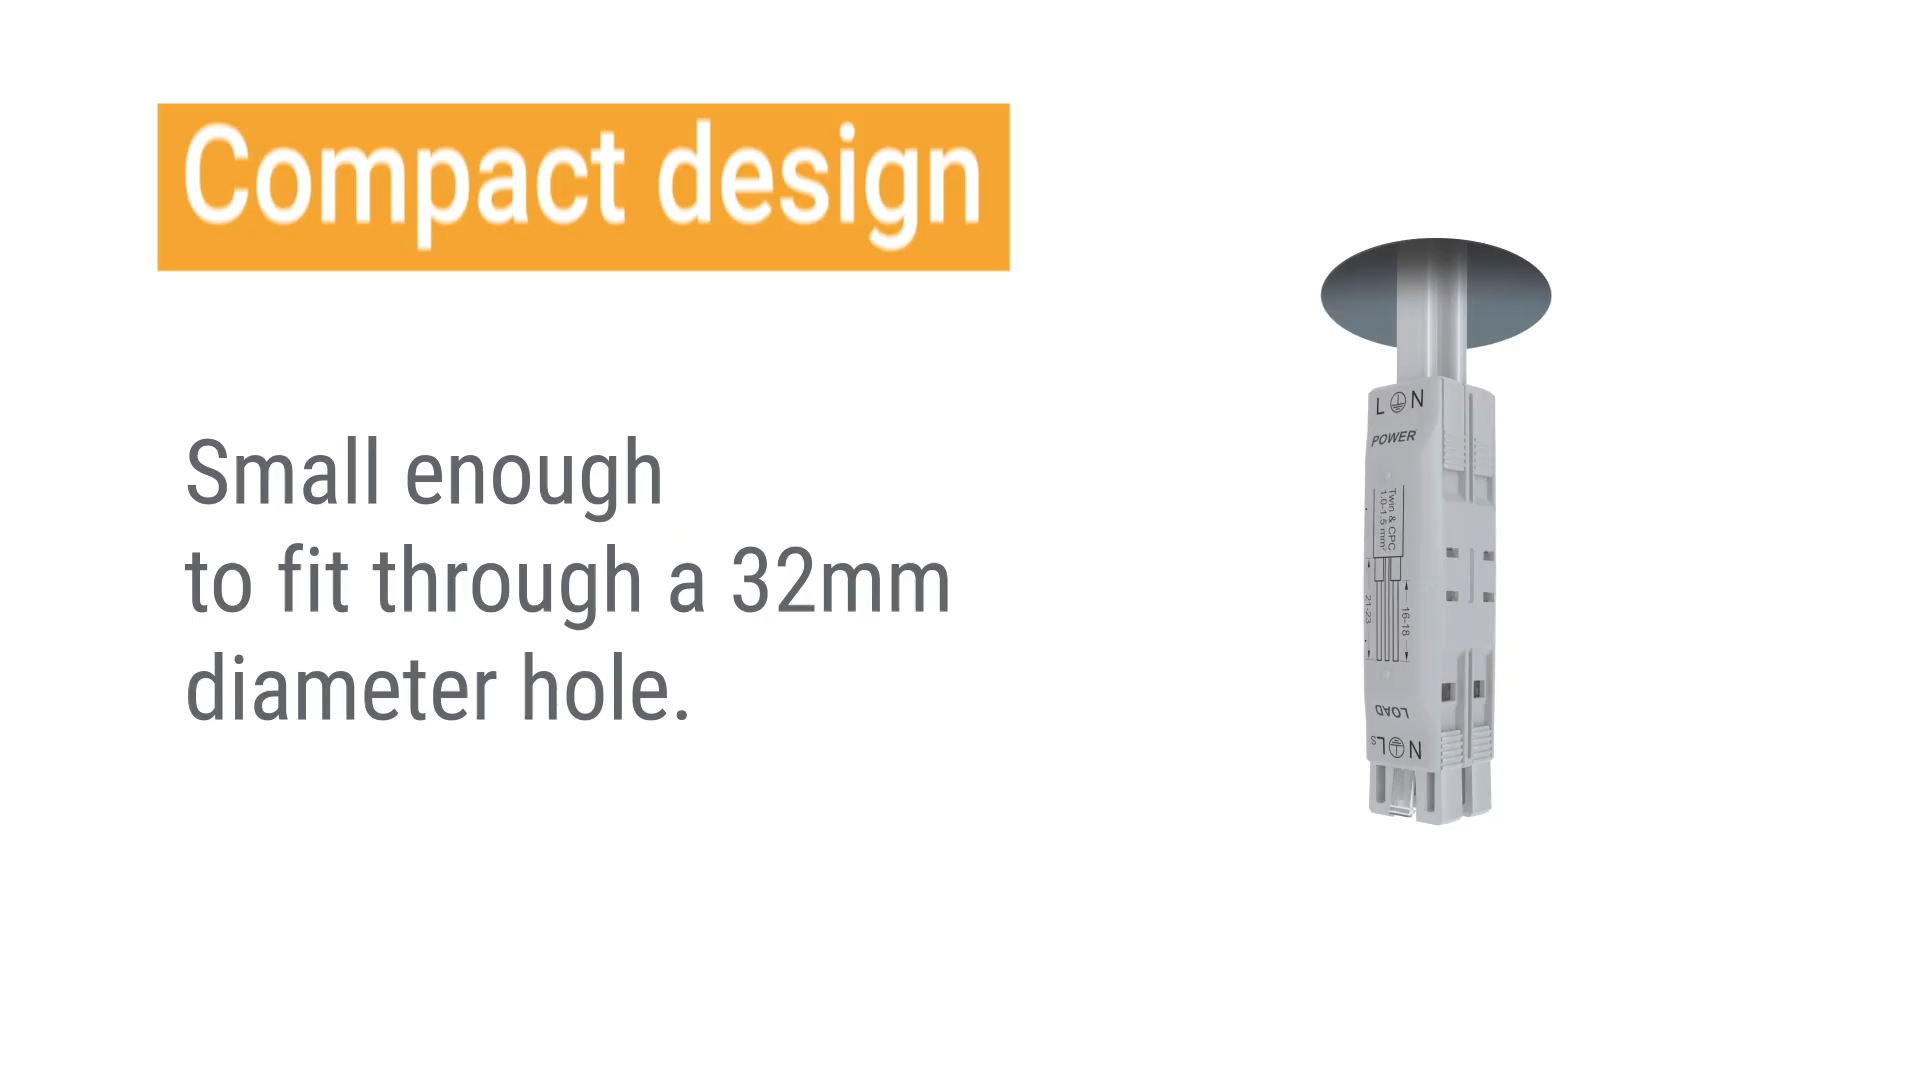 Compact design
Small enough
to fit through a 32mm
diameter hole.
L N
POWER
Twin & CPC
1.0-1.5 mm²
21-23
16-18
LOAD
N Ls